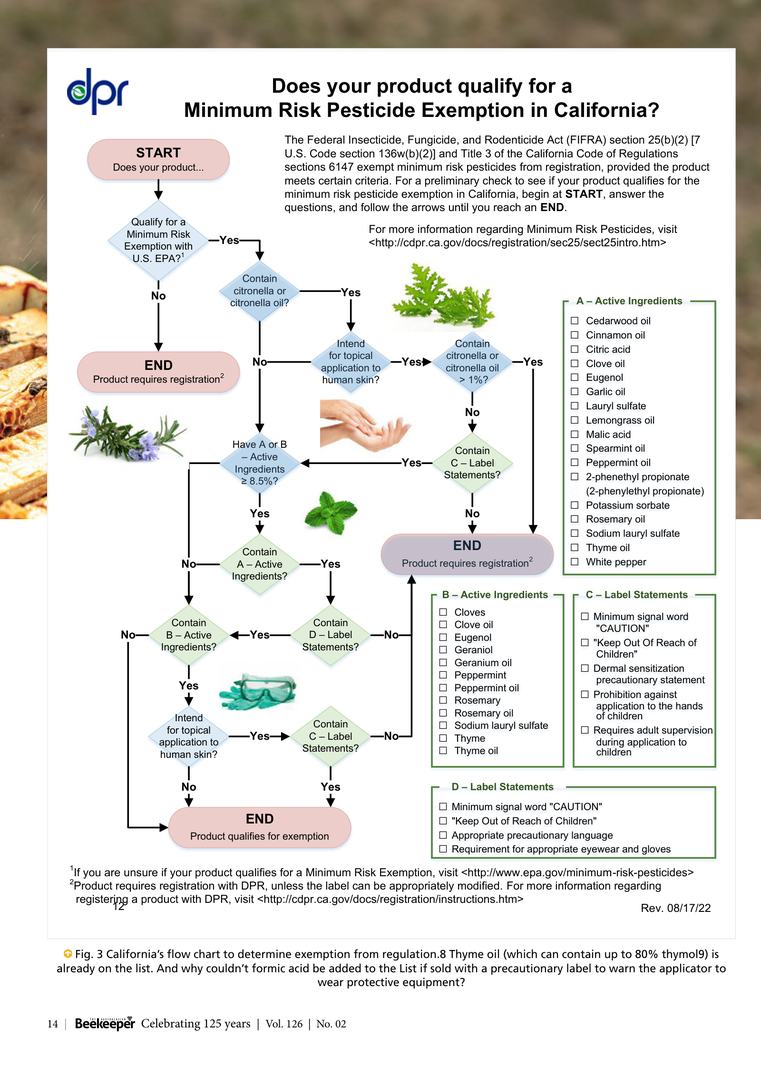 dpr
Does your product qualify for a
Minimum Risk Pesticide Exemption in California?
The Federal Insecticide, Fungicide, and Rodenticide Act (FIFRA) section 25(b)(2) [7
U.S. Code section 136w(b)(2)] and Title 3 of the California Code of Regulations
sections 6147 exempt minimum risk pesticides from registration, provided the product
meets certain criteria. For a preliminary check to see if your product qualifies for the
minimum risk pesticide exemption in California, begin at START, answer the
questions, and follow the arrows until you reach an END.
For more information regarding Minimum Risk Pesticides, visit
<http://cdpr.ca.gov/docs/registration/sec25/sect25intro.htm>
START
Does your product...
Qualify for a
Minimum Risk
Exemption with
U.S. EPA?1
Yes
No
END
Product requires registration2
Contain
citronella or
citronella oil?
Yes
No
Intend
for topical
application to
human skin?
Yes
Contain
citronella or
citronella oil
> 1%?
Yes
No
Contain
C – Label
Statements?
Yes
No
Have A or B
– Active
Ingredients
≥ 8.5%?
Yes
No
END
Product requires registration2
Contain
A – Active
Ingredients?
Yes
Contain
D – Label
Statements?
Yes
No
Contain
B – Active
Ingredients?
No
Yes
Intend
for topical
application to
human skin?
Yes
No
Contain
C – Label
Statements?
No
Yes
END
Product qualifies for exemption
A – Active Ingredients
☐ Cedarwood oil
☐ Cinnamon oil
☐ Citric acid
☐ Clove oil
☐ Eugenol
☐ Garlic oil
☐ Lauryl sulfate
☐ Lemongrass oil
☐ Malic acid
☐ Spearmint oil
☐ Peppermint oil
☐ 2-phenethyl propionate
(2-phenylethyl propionate)
☐ Potassium sorbate
☐ Rosemary oil
☐ Sodium lauryl sulfate
☐ Thyme oil
☐ White pepper
B – Active Ingredients
☐ Cloves
☐ Clove oil
☐ Eugenol
☐ Geraniol
☐ Geranium oil
☐ Peppermint
☐ Peppermint oil
☐ Rosemary
☐ Rosemary oil
☐ Sodium lauryl sulfate
☐ Thyme
☐ Thyme oil
C – Label Statements
☐ Minimum signal word
"CAUTION"
☐ "Keep Out Of Reach of
Children"
☐ Dermal sensitization
precautionary statement
☐ Prohibition against
application to the hands
of children
☐ Requires adult supervision
during application to
children
D – Label Statements
☐ Minimum signal word "CAUTION"
☐ "Keep Out of Reach of Children"
☐ Appropriate precautionary language
☐ Requirement for appropriate eyewear and gloves
1If you are unsure if your product qualifies for a Minimum Risk Exemption, visit <http://www.epa.gov/minimum-risk-pesticides>
2Product requires registration with DPR, unless the label can be appropriately modified. For more information regarding
registering a product with DPR, visit <http://cdpr.ca.gov/docs/registration/instructions.htm>
12
Rev. 08/17/22
Fig. 3 California's flow chart to determine exemption from regulation.8 Thyme oil (which can contain up to 80% thymol9) is
already on the list. And why couldn't formic acid be added to the List if sold with a precautionary label to warn the applicator to
wear protective equipment?
14 | Beekeeper Celebrating 125 years | Vol. 126 | No. 02